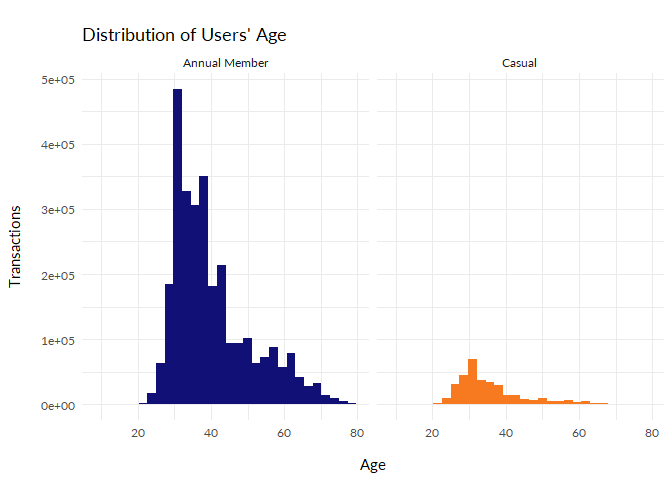 Distribution of Users' Age
Annual Member
Casual
5e+05
4e+05
3e+05
2e+05
1e+05
0e+00
Transactions
20 40 60 80
20 40 60 80
Age